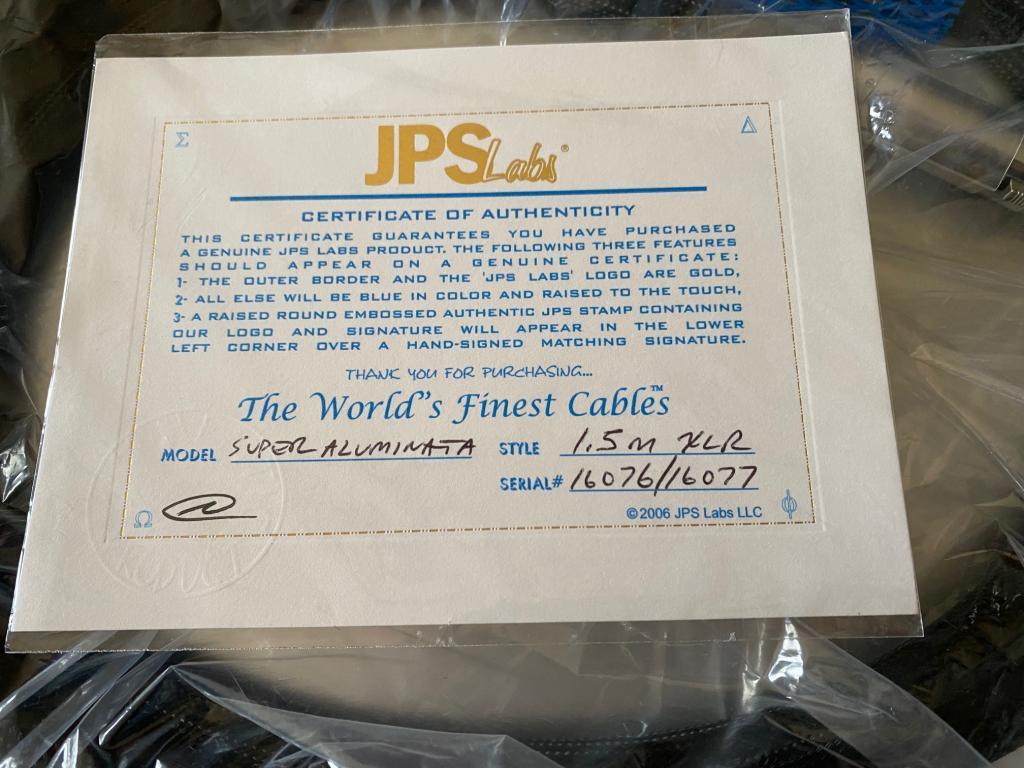 Σ Δ
JPS Labs®
CERTIFICATE OF AUTHENTICITY
THIS CERTIFICATE GUARANTEES YOU HAVE PURCHASED
A GENUINE JPS LABS PRODUCT. THE FOLLOWING THREE FEATURES
SHOULD APPEAR ON A GENUINE CERTIFICATE:
1- THE OUTER BORDER AND THE 'JPS LABS' LOGO ARE GOLD,
2- ALL ELSE WILL BE BLUE IN COLOR AND RAISED TO THE TOUCH,
3- A RAISED ROUND EMBOSSED AUTHENTIC JPS STAMP CONTAINING
OUR LOGO AND SIGNATURE WILL APPEAR IN THE LOWER
LEFT CORNER OVER A HAND-SIGNED MATCHING SIGNATURE.
THANK YOU FOR PURCHASING...
The World's Finest Cables™
MODEL SUPER ALUMINATA STYLE 1.5M XLR
SERIAL# 16076/16077
Ω ©2006 JPS Labs LLC Φ